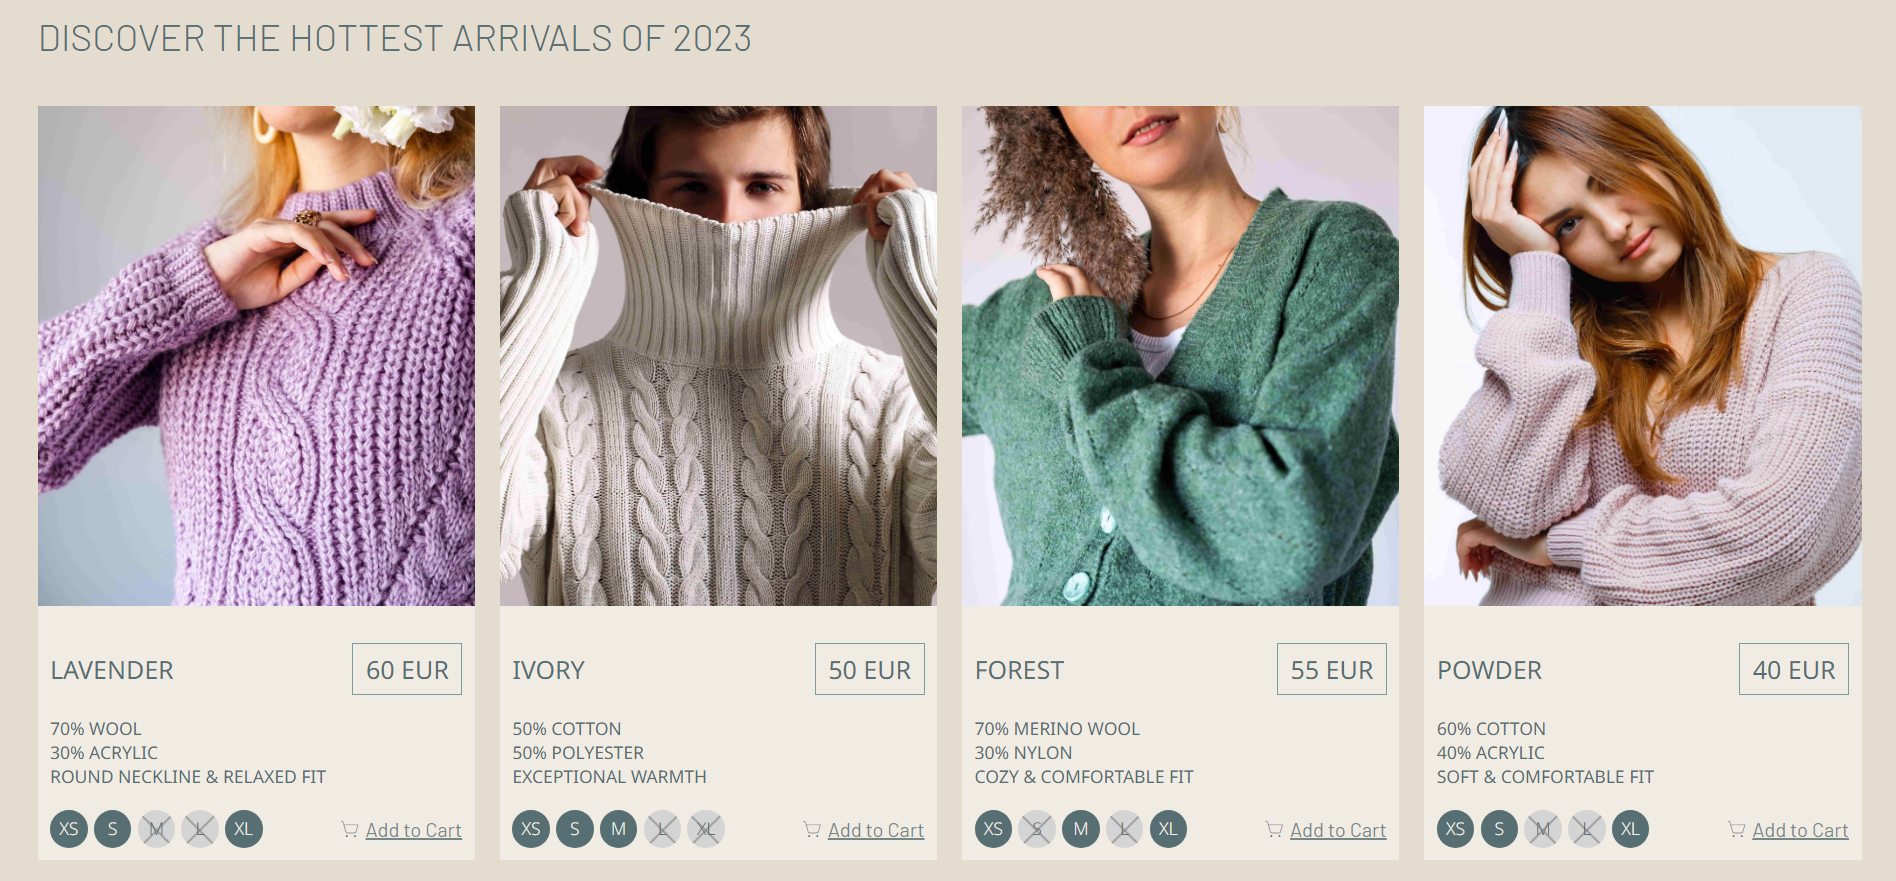 DISCOVER THE HOTTEST ARRIVALS OF 2023
LAVENDER
60 EUR
70% WOOL
30% ACRYLIC
ROUND NECKLINE & RELAXED FIT
XS S M L XL
Add to Cart
IVORY
50 EUR
50% COTTON
50% POLYESTER
EXCEPTIONAL WARMTH
XS S M L XL
Add to Cart
FOREST
55 EUR
70% MERINO WOOL
30% NYLON
COZY & COMFORTABLE FIT
XS S M L XL
Add to Cart
POWDER
40 EUR
60% COTTON
40% ACRYLIC
SOFT & COMFORTABLE FIT
XS S M L XL
Add to Cart